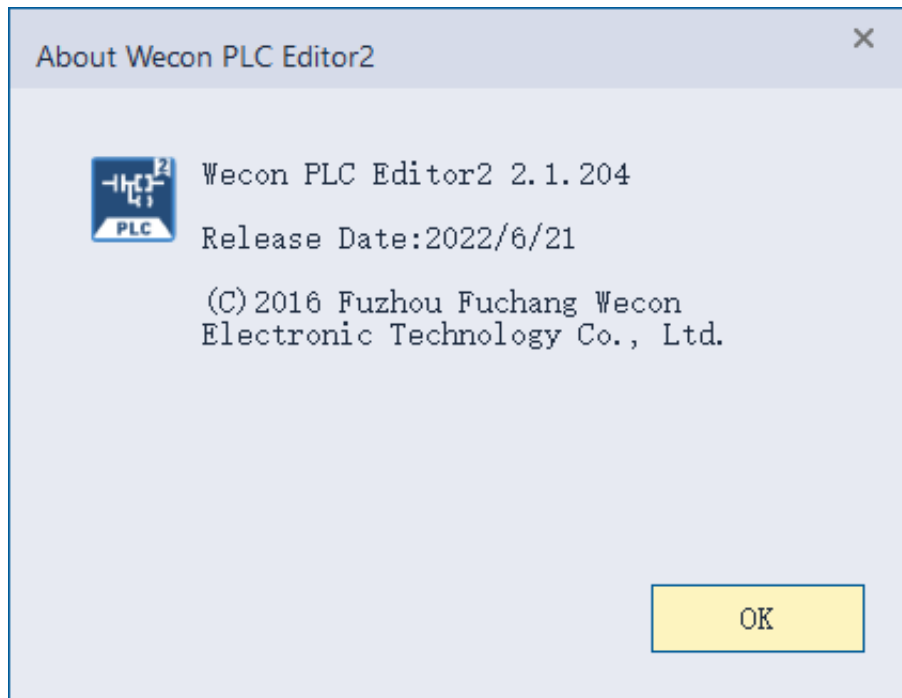 About Wecon PLC Editor2
2
PLC
Wecon PLC Editor2 2.1.204
Release Date:2022/6/21
(C)2016 Fuzhou Fuchang Wecon
Electronic Technology Co., Ltd.
OK